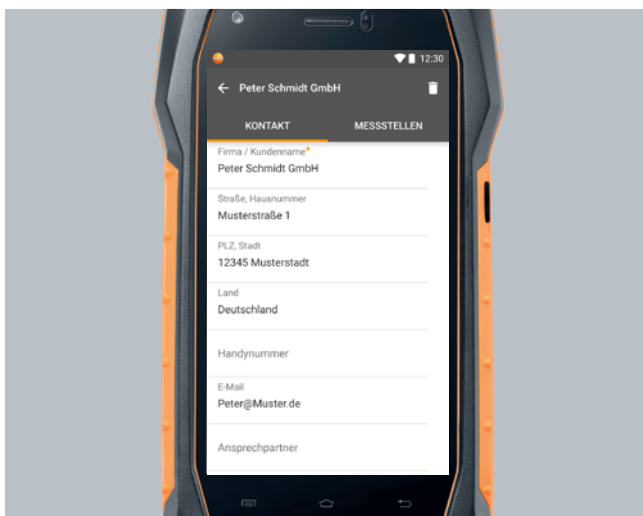 12:30
Peter Schmidt GmbH
KONTAKT MESSSTELLEN
Firma / Kundenname*
Peter Schmidt GmbH
Straße, Hausnummer
Musterstraße 1
PLZ, Stadt
12345 Musterstadt
Land
Deutschland
Handynummer
E-Mail
Peter@Muster.de
Ansprechpartner